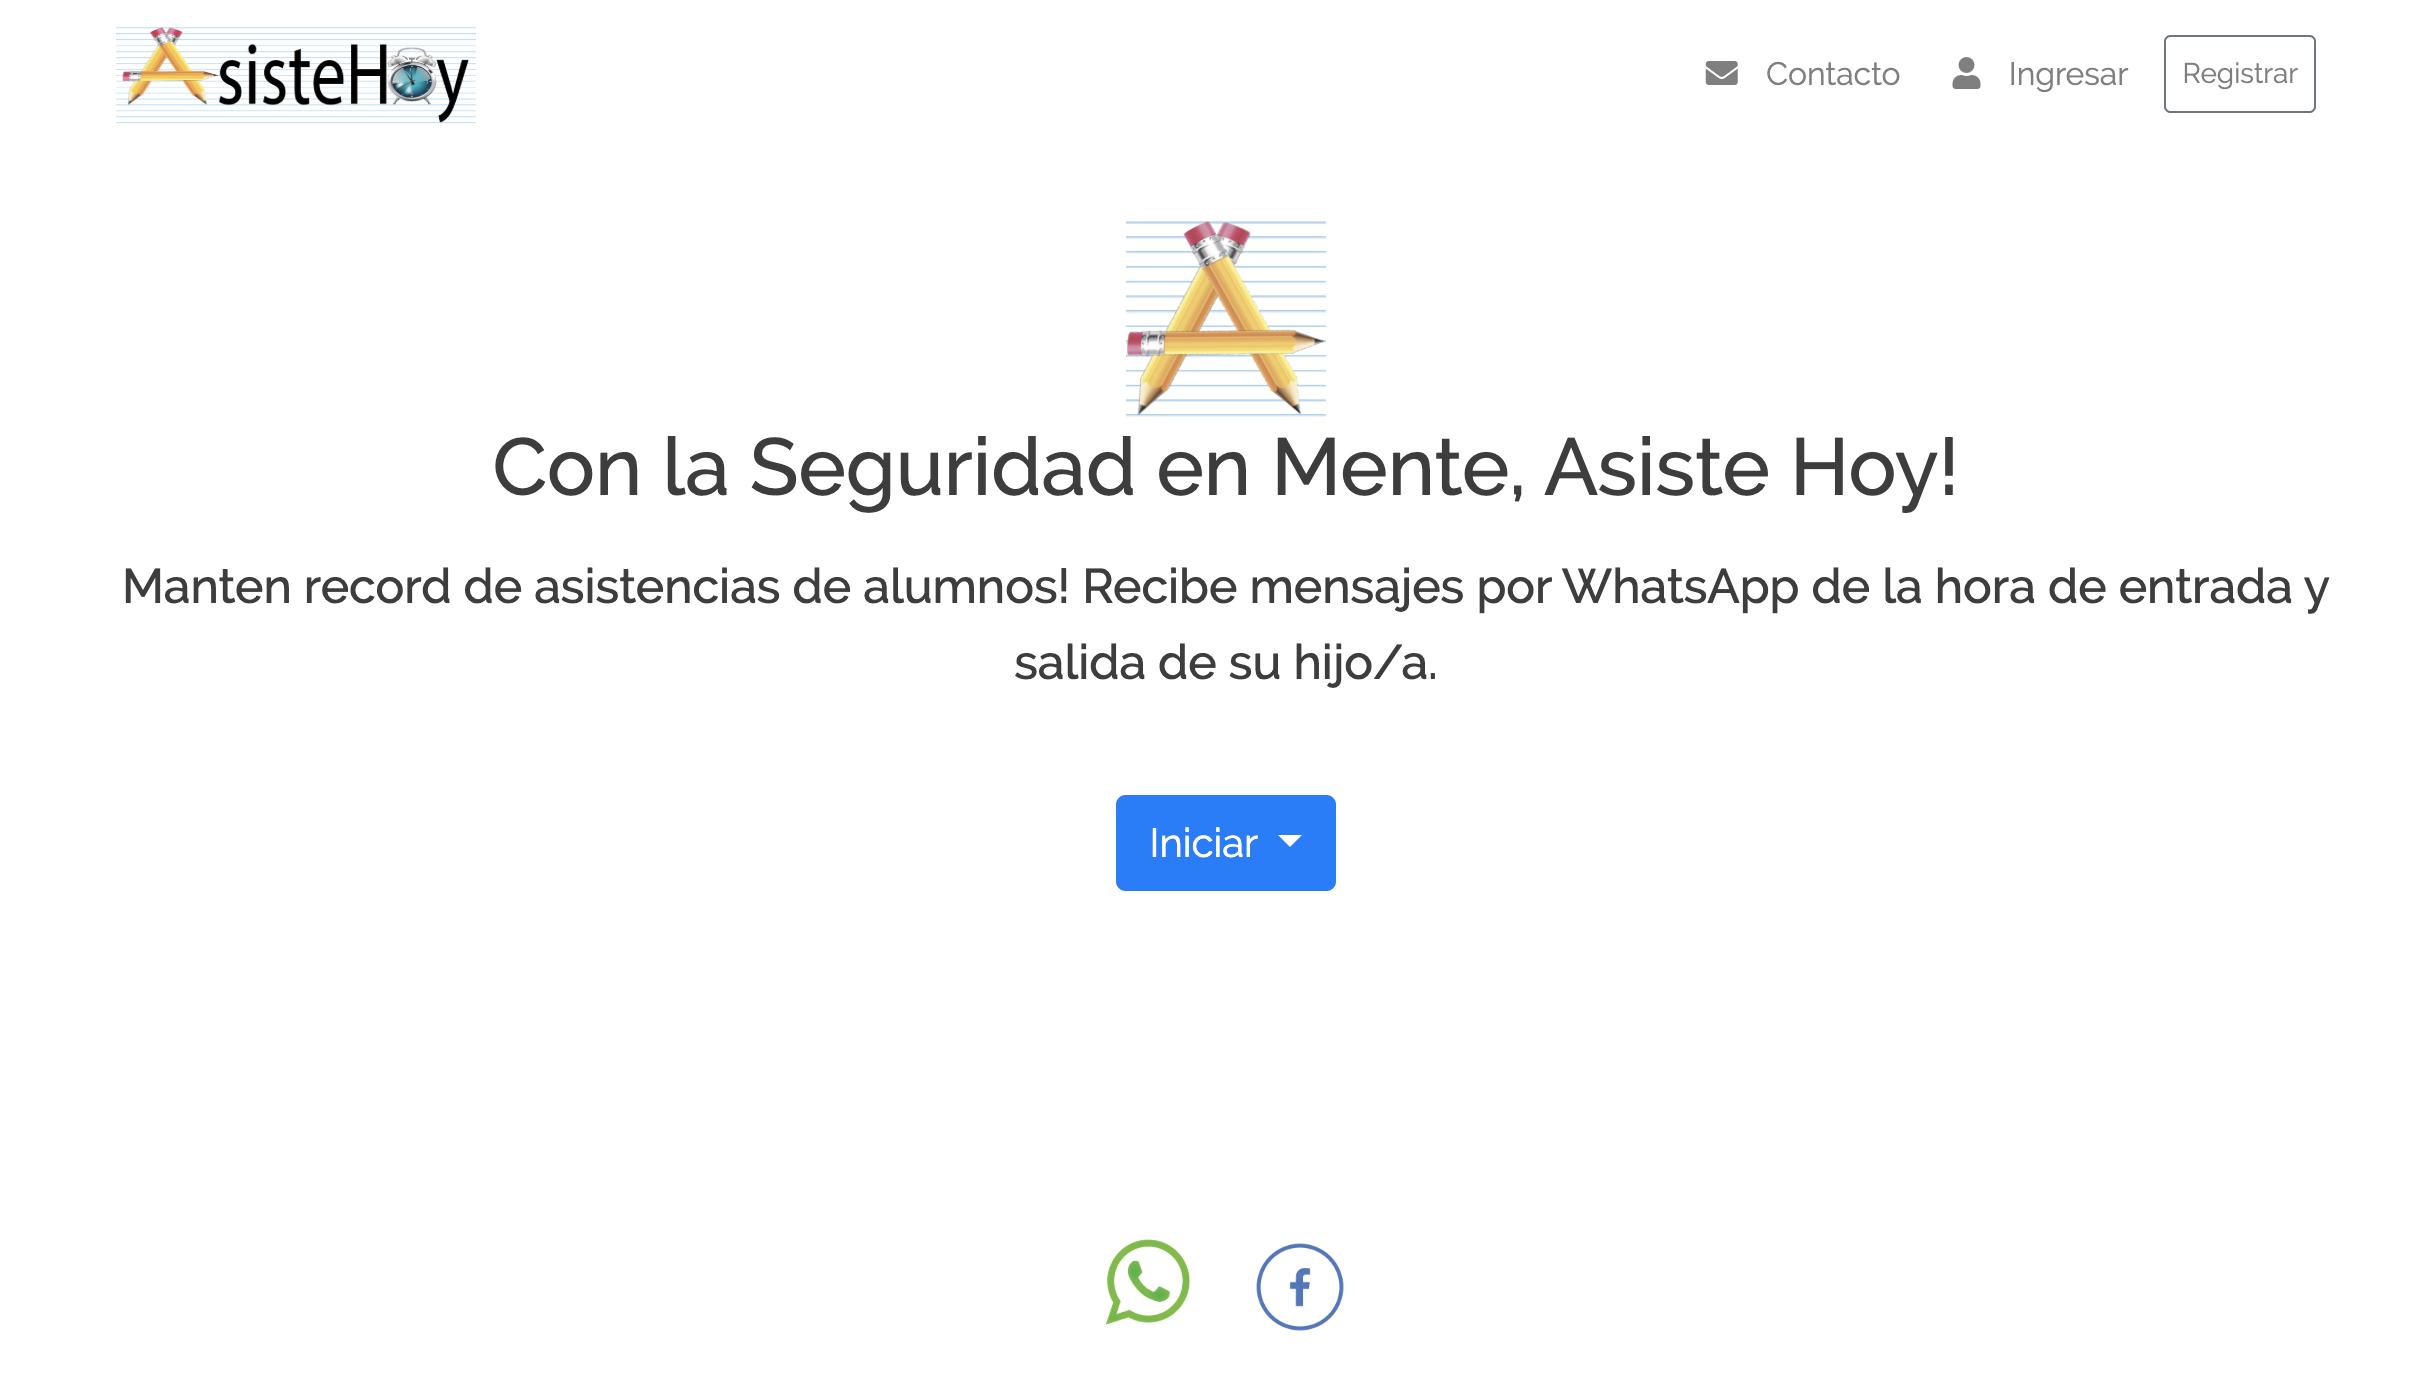 AsisteHoy
Contacto
Ingresar
Registrar
Con la Seguridad en Mente, Asiste Hoy!
Manten record de asistencias de alumnos! Recibe mensajes por WhatsApp de la hora de entrada y
salida de su hijo/a.
Iniciar